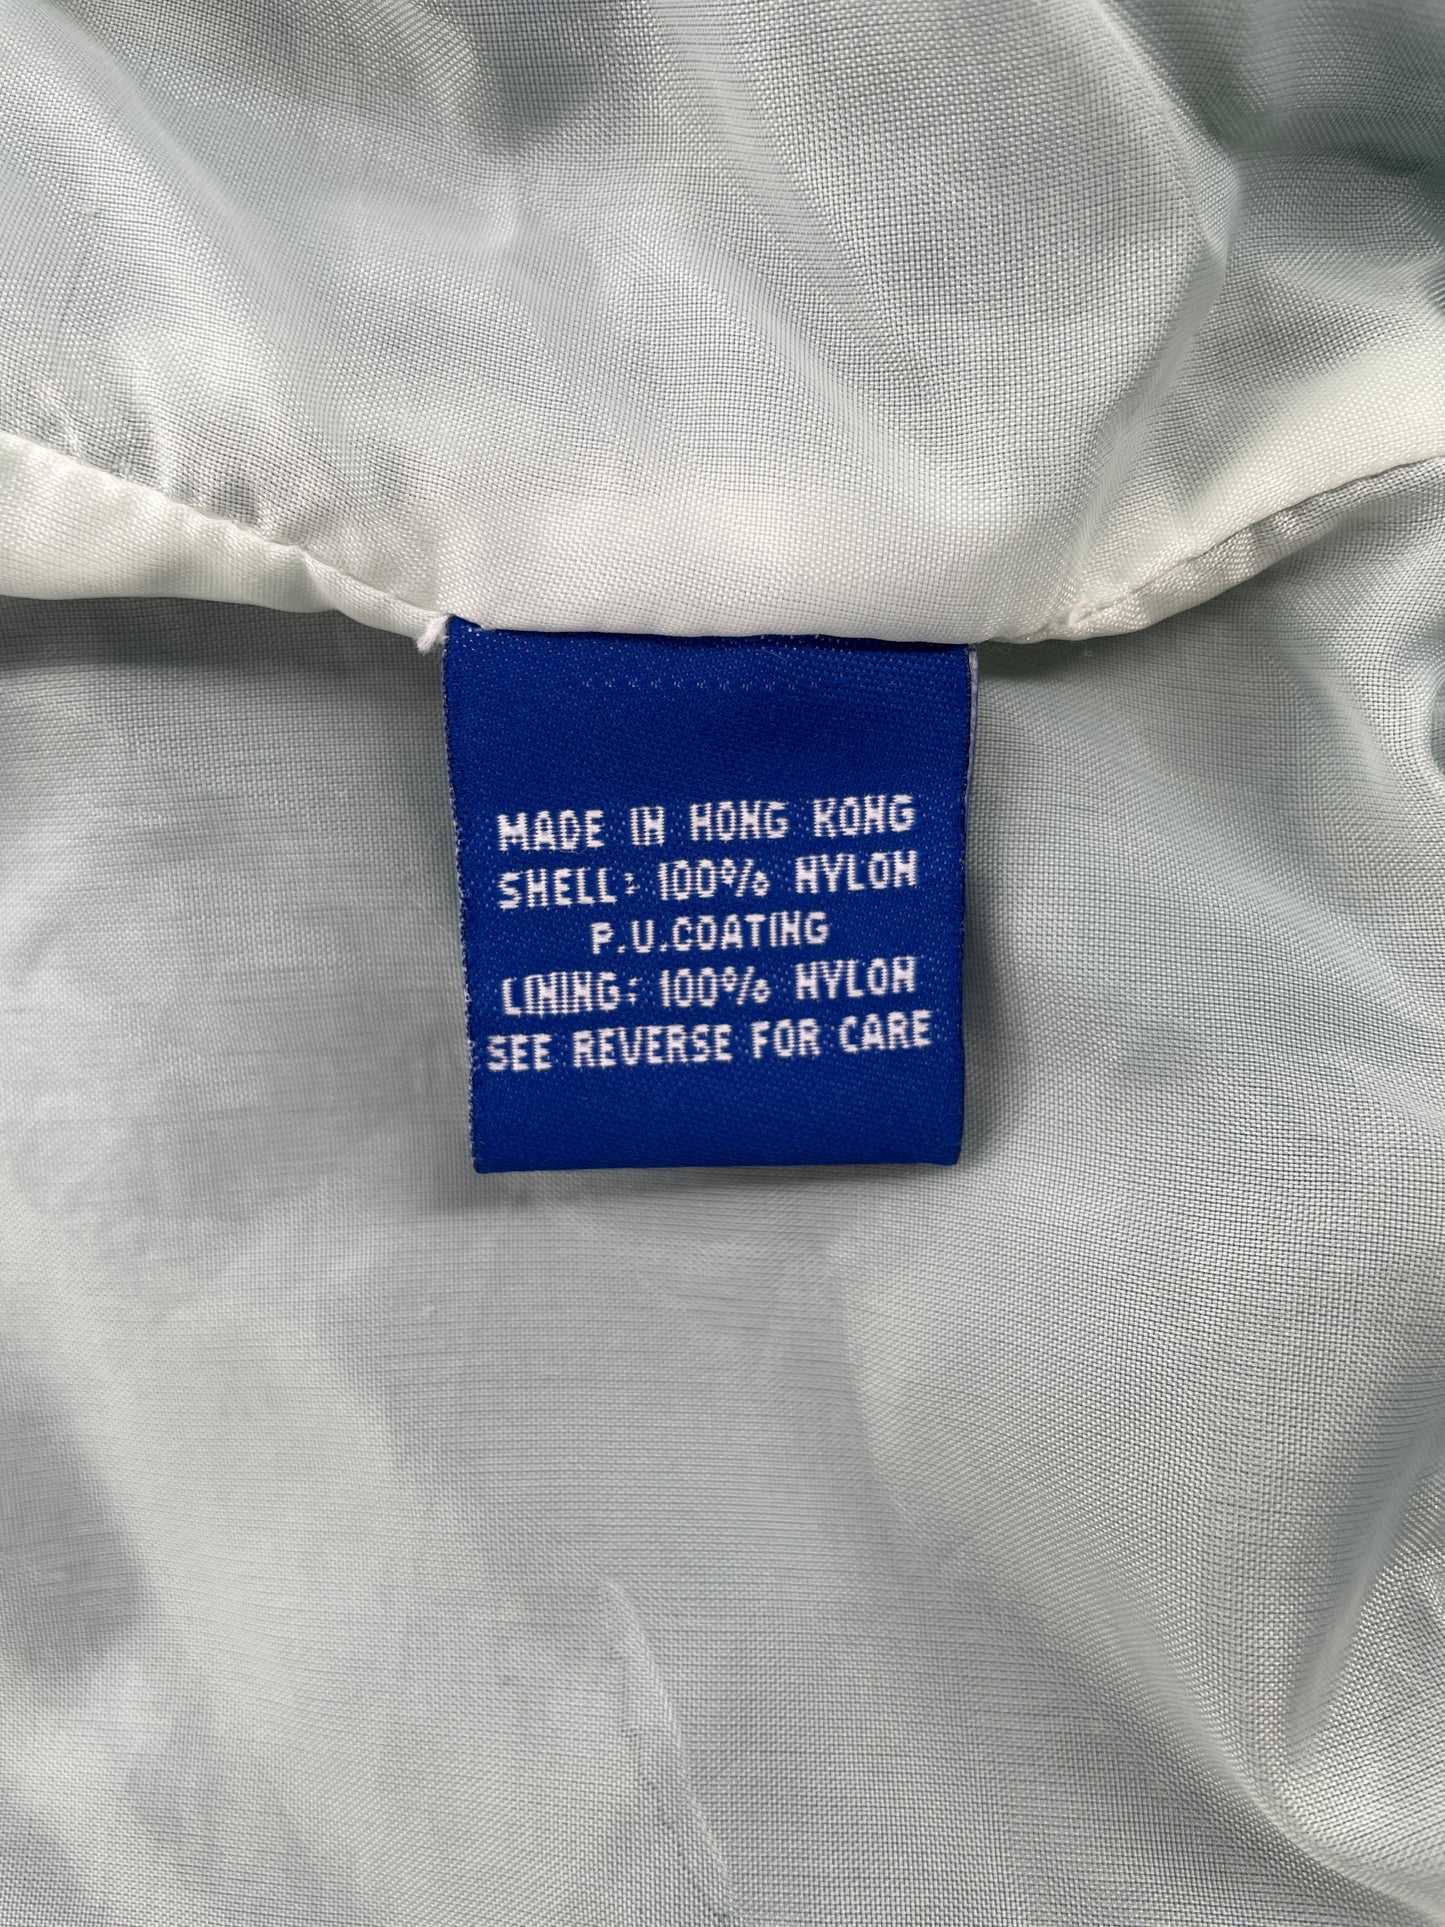 MADE IN HONG KONG
SHELL: 100% NYLON
P.U.COATING
LINING: 100% NYLON
SEE REVERSE FOR CARE